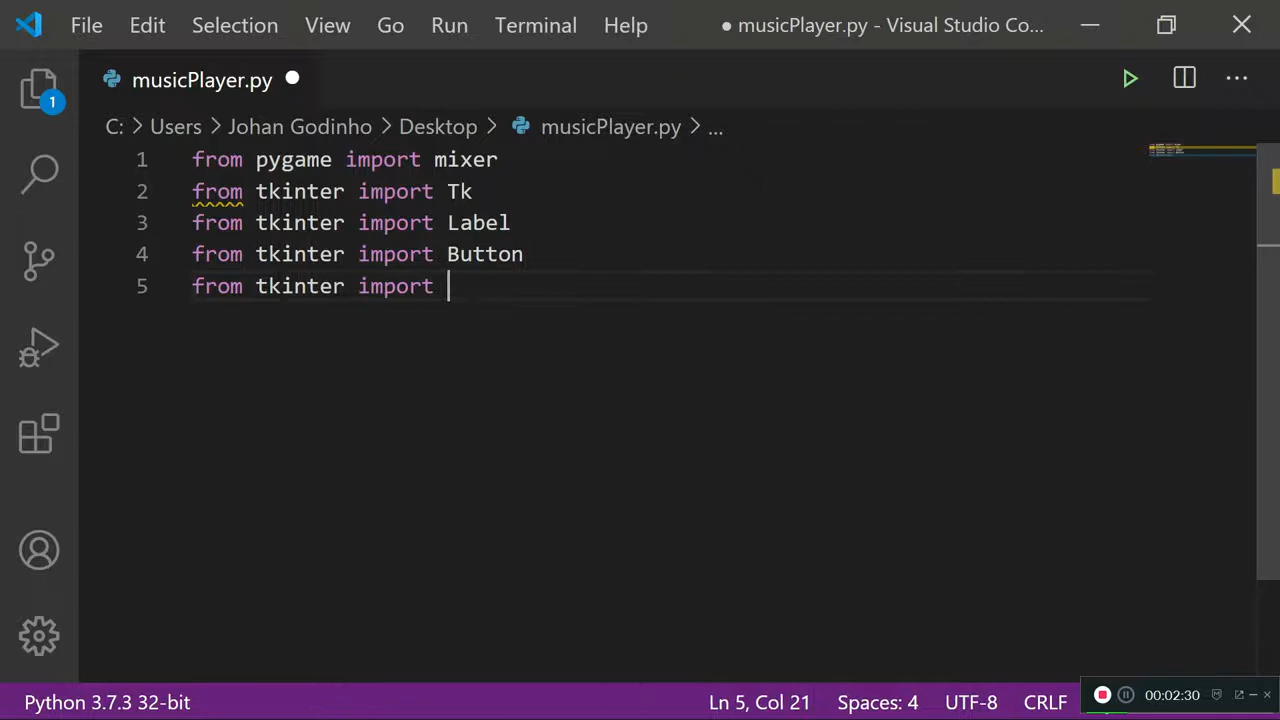 File Edit Selection View Go Run Terminal Help ● musicPlayer.py - Visual Studio Co...
musicPlayer.py
C: > Users > Johan Godinho > Desktop > musicPlayer.py > ...
1 from pygame import mixer
2 from tkinter import Tk
3 from tkinter import Label
4 from tkinter import Button
5 from tkinter import
1
Python 3.7.3 32-bit Ln 5, Col 21 Spaces: 4 UTF-8 CRLF 00:02:30